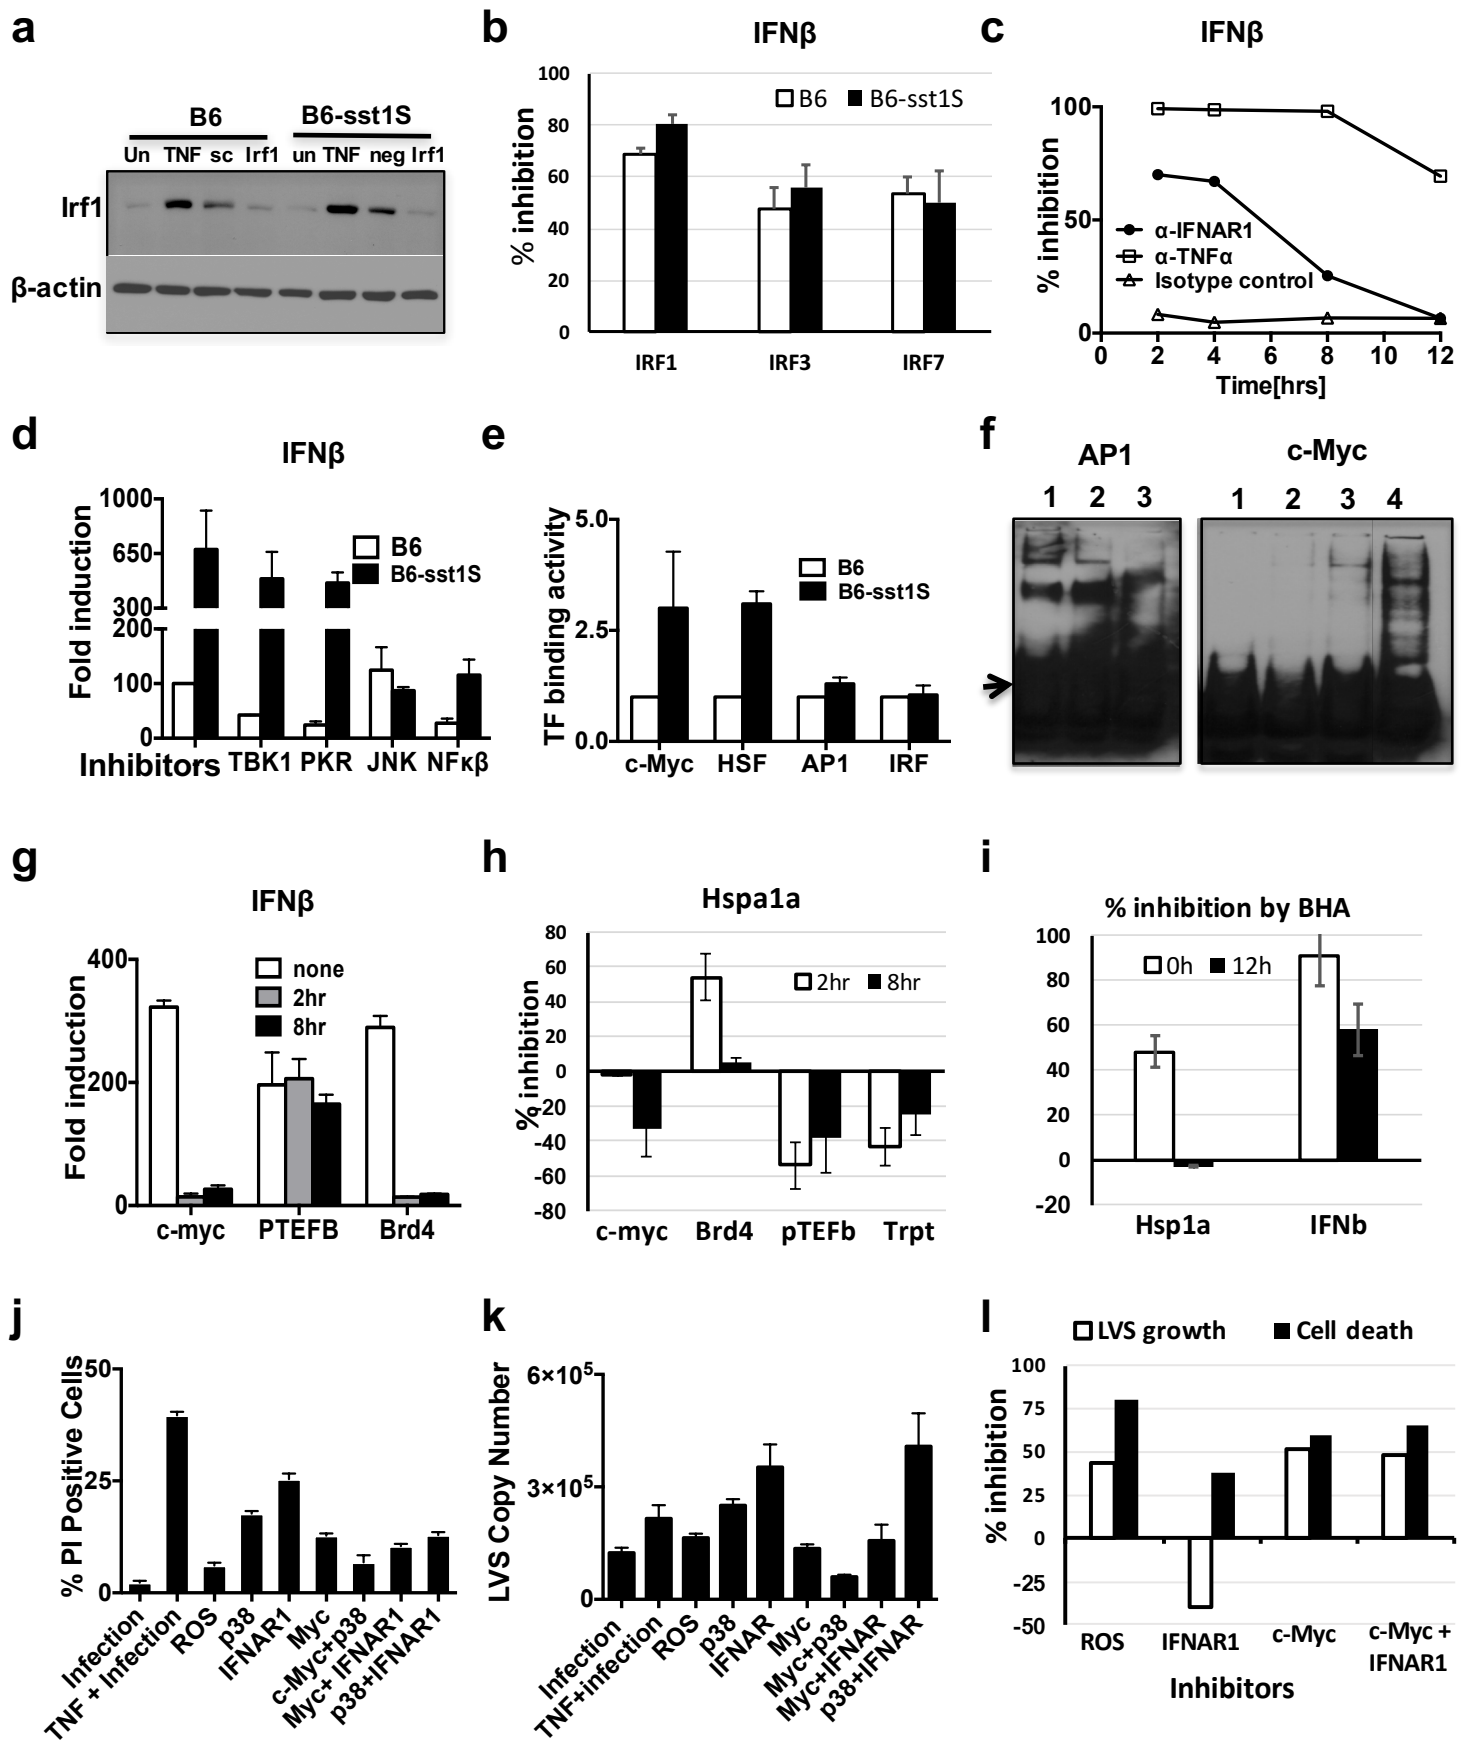 a
B6
B6-sst1S
Un TNF sc Irf1 un TNF neg Irf1
Irf1
β-actin
b
IFNβ
% inhibition
100
80
60
40
20
0
B6 B6-sst1S
IRF1 IRF3 IRF7
c
IFNβ
% inhibition
100
50
0
α-IFNAR1
α-TNFα
Isotype control
0 2 4 6 8 10 12
Time[hrs]
d
IFNβ
Fold induction
1000
650
300
200
100
0
B6
B6-sst1S
Inhibitors TBK1 PKR JNK NFκβ
e
TF binding activity
5.0
2.5
0.0
B6
B6-sst1S
c-Myc HSF AP1 IRF
f
AP1
1 2 3
c-Myc
1 2 3 4
g
IFNβ
Fold induction
400
200
0
none
2hr
8hr
c-myc PTEFB Brd4
h
Hspa1a
% inhibition
80
60
40
20
0
-20
-40
-60
-80
2hr 8hr
c-myc Brd4 pTEFb Trpt
i
% inhibition by BHA
100
80
60
40
20
0
-20
0h 12h
Hsp1a IFNb
j
% PI Positive Cells
50
25
0
Infection
TNF + Infection
ROS
p38
IFNAR1
Myc
c-Myc+p38
Myc+ IFNAR1
p38+IFNAR1
k
LVS Copy Number
6×10⁵
3×10⁵
0
Infection
TNF+infection
ROS
p38
IFNAR
Myc
Myc+p38
Myc+IFNAR
p38+IFNAR
l
LVS growth Cell death
% inhibition
100
75
50
25
0
-25
-50
ROS IFNAR1 c-Myc c-Myc +
IFNAR1
Inhibitors